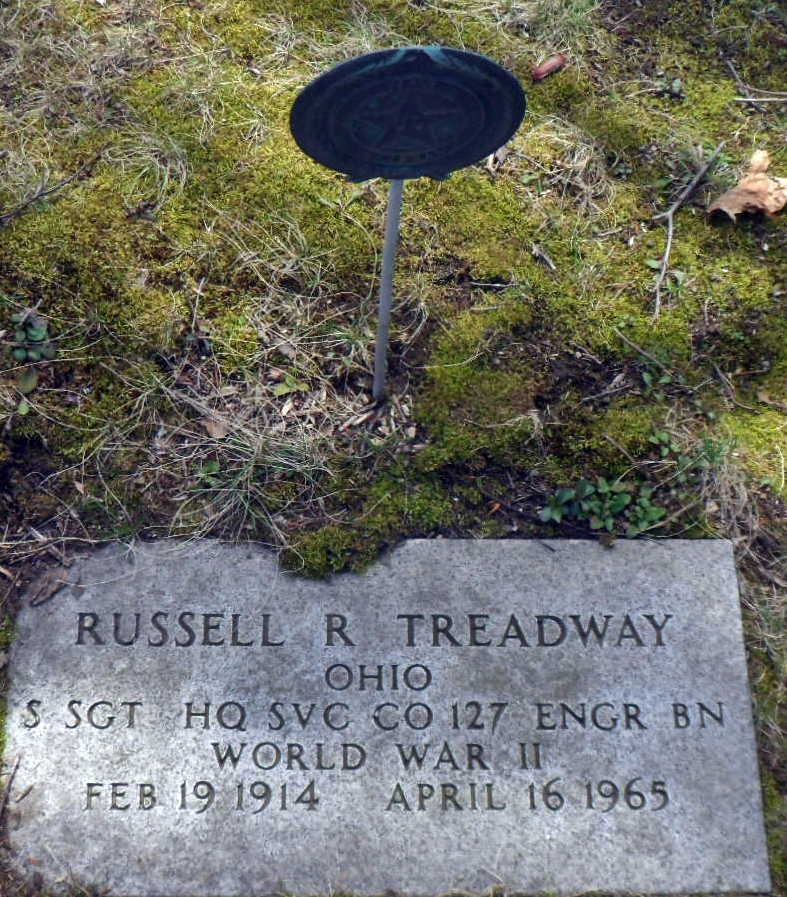 RUSSELL R TREADWAY
OHIO
S SGT HQ SVC CO 127 ENGR BN
WORLD WAR II
FEB 19 1914 APRIL 16 1965